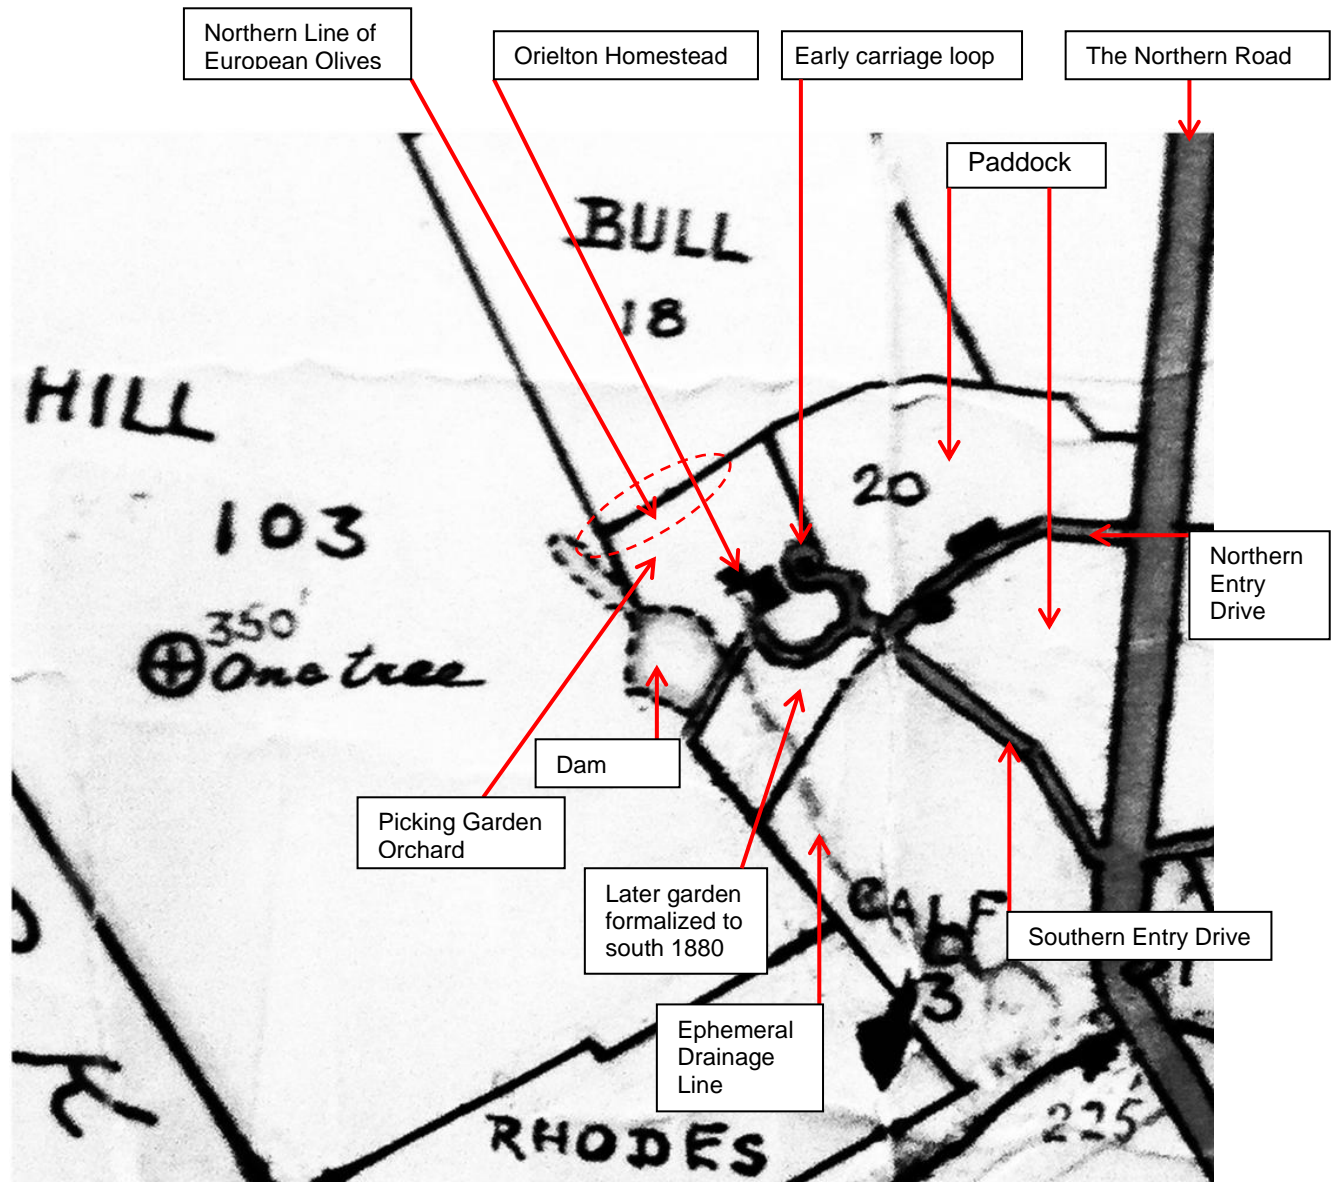 Northern Line of
European Olives
Orielton Homestead
Early carriage loop
The Northern Road
Paddock
BULL
18
HILL
20
103
Northern
Entry
Drive
350'
One tree
Dam
Picking Garden
Orchard
Later garden
formalized to
south 1880
CALF
Southern Entry Drive
3
Ephemeral
Drainage
Line
RHODES
225